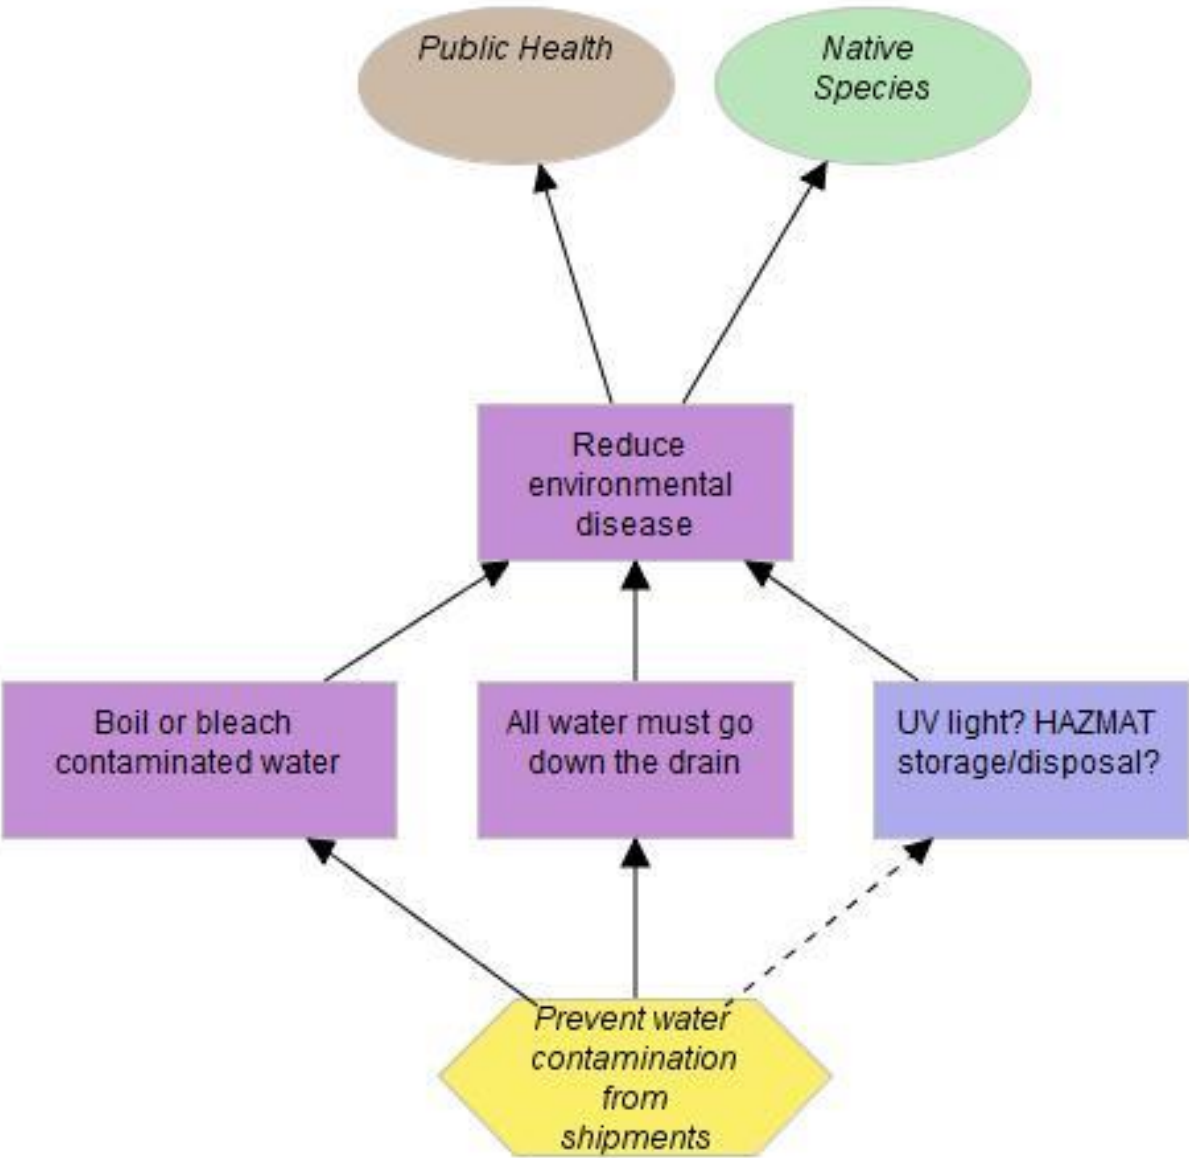 Public Health
Native
Species
Reduce
environmental
disease
Boil or bleach
contaminated water
All water must go
down the drain
UV light? HAZMAT
storage/disposal?
Prevent water
contamination
from
shipments